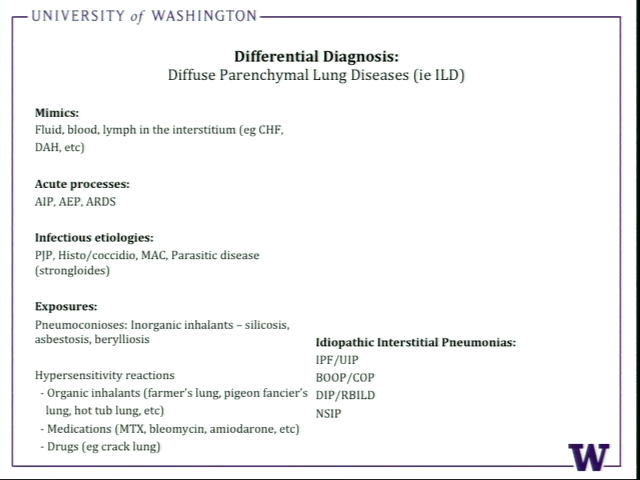 UNIVERSITY of WASHINGTON
Differential Diagnosis:
Diffuse Parenchymal Lung Diseases (ie ILD)
Mimics:
Fluid, blood, lymph in the interstitium (eg CHF,
DAH, etc)
Acute processes:
AIP, AEP, ARDS
Infectious etiologies:
PJP, Histo/coccidio, MAC, Parasitic disease
(strongloides)
Exposures:
Pneumoconioses: Inorganic inhalants – silicosis,
asbestosis, berylliosis
Hypersensitivity reactions
- Organic inhalants (farmer's lung, pigeon fancier's
lung, hot tub lung, etc)
- Medications (MTX, bleomycin, amiodarone, etc)
- Drugs (eg crack lung)
Idiopathic Interstitial Pneumonias:
IPF/UIP
BOOP/COP
DIP/RBILD
NSIP
W